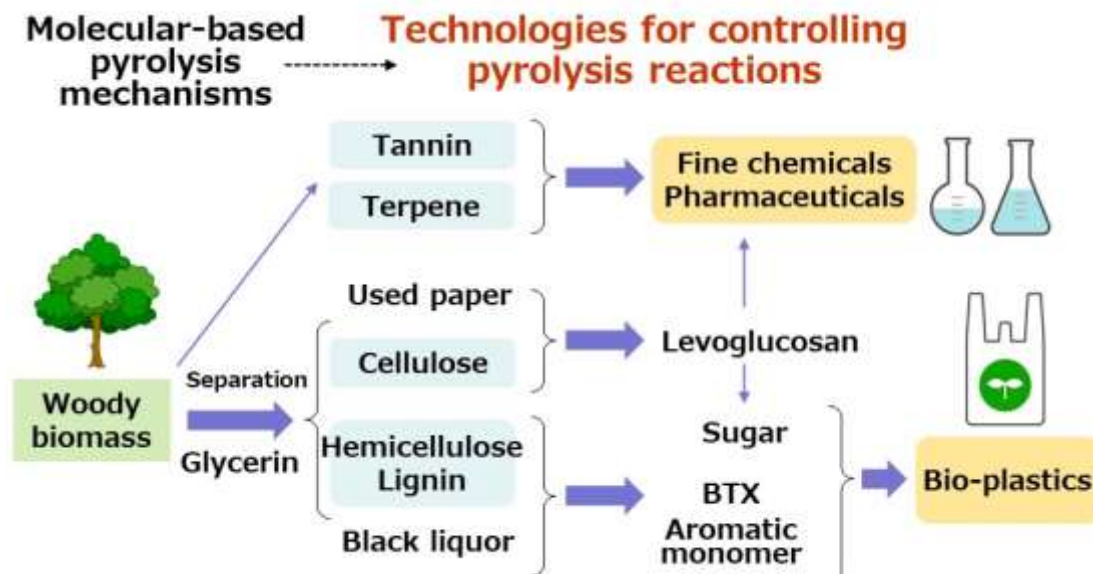 Molecular-based
pyrolysis
mechanisms
Technologies for controlling
pyrolysis reactions
Tannin
Terpene
Fine chemicals
Pharmaceuticals
Used paper
Cellulose
Levoglucosan
Woody
biomass
Separation
Glycerin
Hemicellulose
Lignin
Black liquor
Sugar
BTX
Aromatic
monomer
Bio-plastics